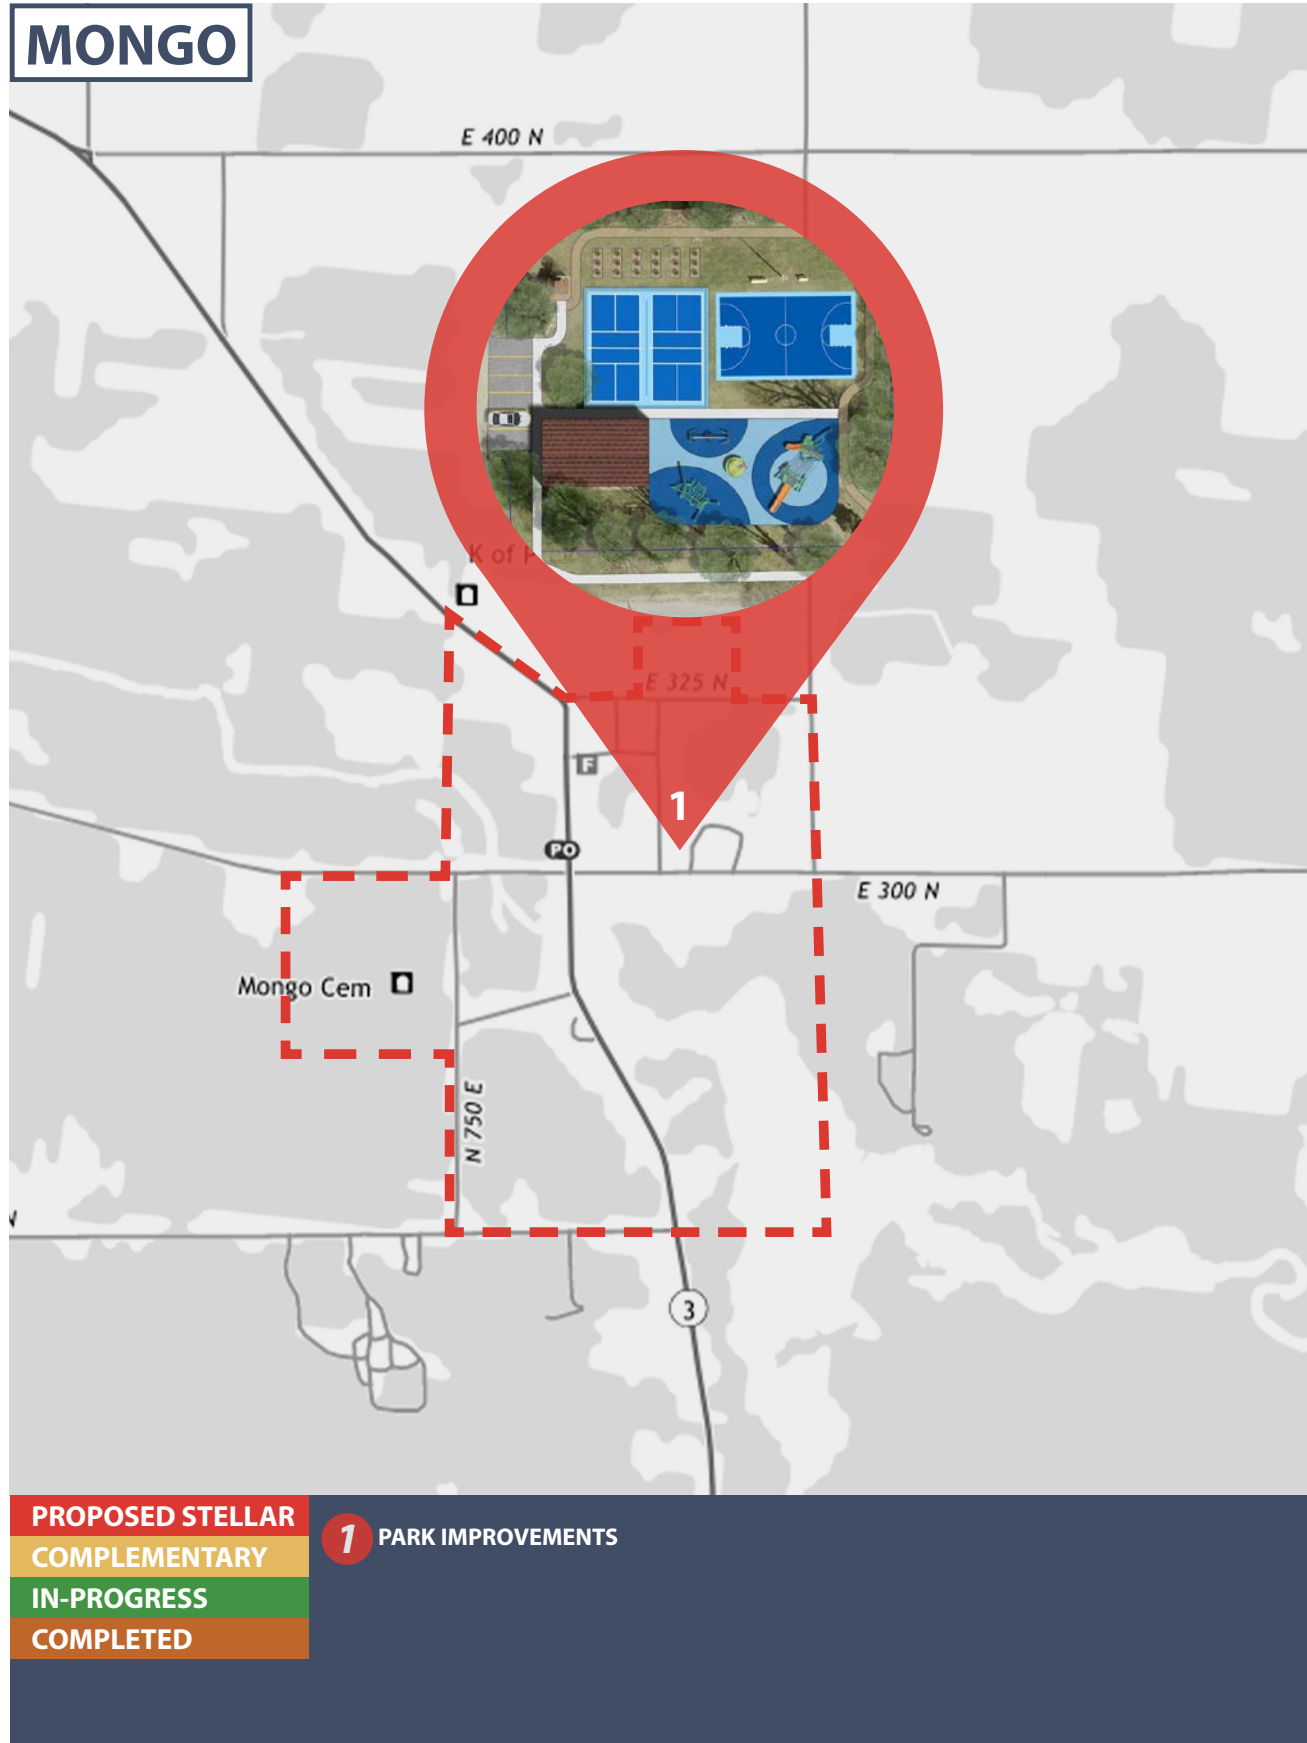 MONGO
E 400 N
K of P
E 325 N
F
1
PO
E 300 N
Mongo Cem
N 750 E
3
PROPOSED STELLAR
COMPLEMENTARY
IN-PROGRESS
COMPLETED
1 PARK IMPROVEMENTS